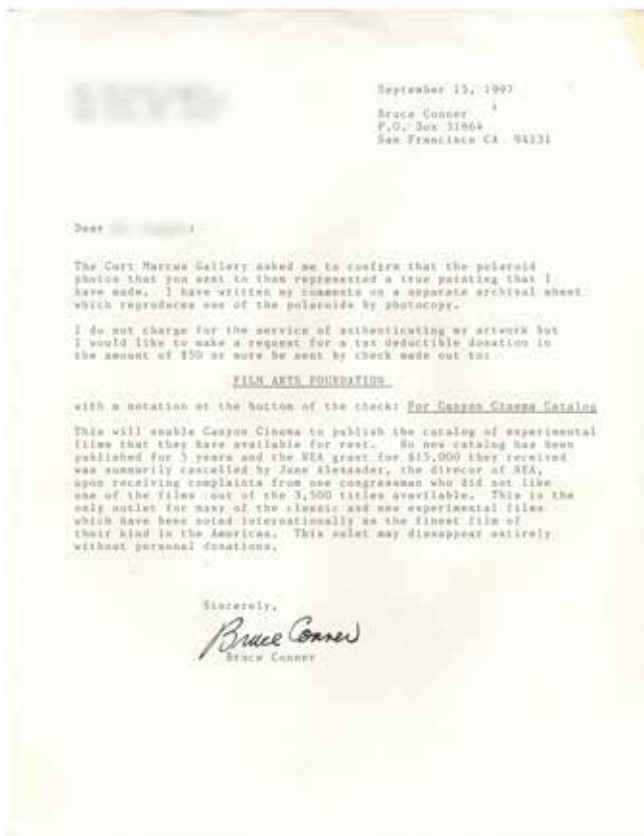 September 15, 1997
Bruce Conner
P.O. Box 31864
San Francisco CA 94131
Dear :
The Curt Marcus Gallery asked me to confirm that the polaroid
photos that you sent to them represented a true painting that I
have made. I have written my comments on a separate archival sheet
which reproduces one of the polaroids by photocopy.
I do not charge for the service of authenticating my artwork but
I would like to make a request for a tax deductible donation in
the amount of $50 or more be sent by check made out to:
FILM ARTS FOUNDATION
with a notation at the bottom of the check: For Canyon Cinema Catalog
This will enable Canyon Cinema to publish the catalog of experimental
films that they have available for rent. No new catalog has been
published for 5 years and the NEA grant for $15,000 they received
was summarily cancelled by Jane Alexander, the direcor of NEA,
upon receiving complaints from one congressman who did not like
one of the films out of the 3,500 titles avavilable. This is the
only outlet for many of the classic and new experimental films
which have been noted internationally as the finest film of
their kind in the Americas. This oulet may dissappear entirely
without personal donations.
Sincerely,
Bruce Conner
Bruce Conner